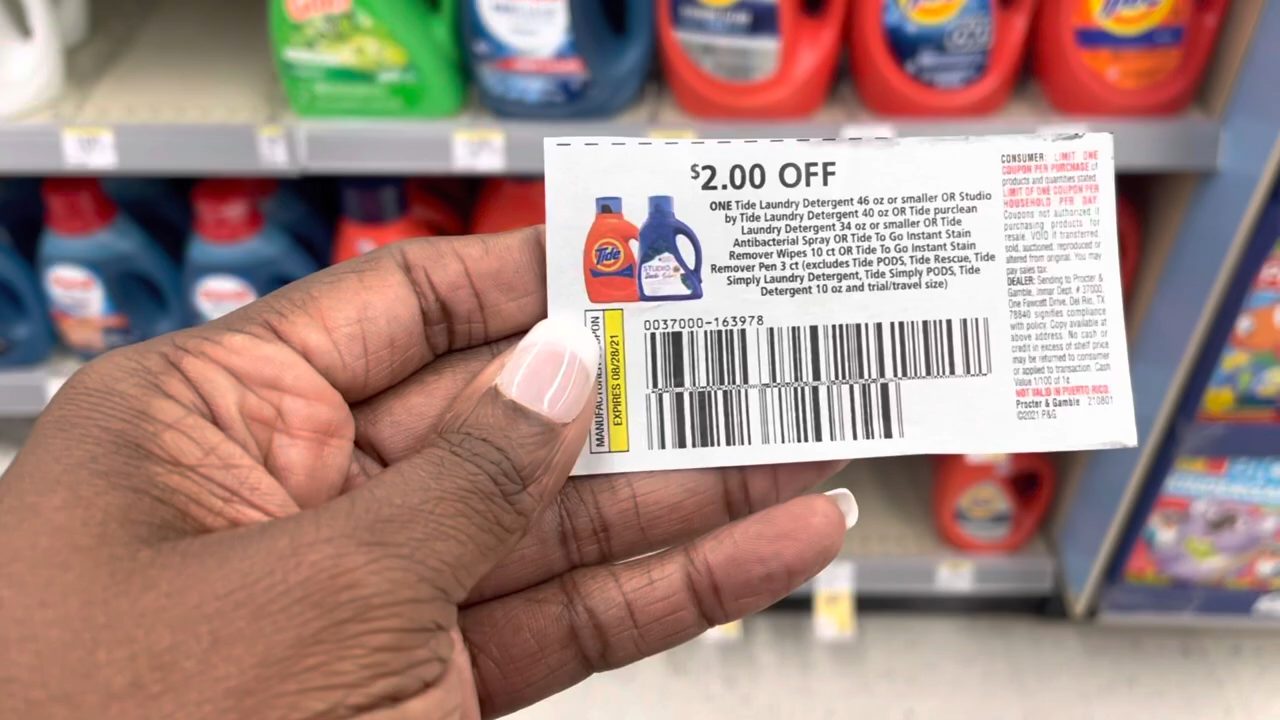 $2.00 OFF
ONE Tide Laundry Detergent 46 oz or smaller OR Studio
by Tide Laundry Detergent 40 oz OR Tide purclean
Laundry Detergent 34 oz or smaller OR Tide
Antibacterial Spray OR Tide To Go Instant Stain
Remover Wipes 10 ct OR Tide To Go Instant Stain
Remover Pen 3 ct (excludes Tide PODS, Tide Rescue, Tide
Simply Laundry Detergent, Tide Simply PODS, Tide
Detergent 10 oz and trial/travel size)
Tide
STUDIO
0037000-163978
EXPIRES 08/28/21
CONSUMER: LIMIT ONE
COUPON PER PURCHASE of
products and quantities stated.
LIMIT OF ONE COUPON PER
HOUSEHOLD PER DAY.
Coupons not authorized if
purchasing products for
resale. VOID if transferred,
sold, auctioned, reproduced or
altered from original. You may
pay sales tax.
DEALER: Sending to Procter &
Gamble, Inmar Dept. # 37000,
One Fawcett Drive, Del Rio, TX
78840 signifies compliance
with policy. Copy available at
above address. No cash or
credit in excess of shelf price
may be returned to consumer
or applied to transaction. Cash
Value 1/100 of 1¢
NOT VALID IN PUERTO RICO.
Procter & Gamble 210801
©2021 P&G
Tide
Tide
Tide